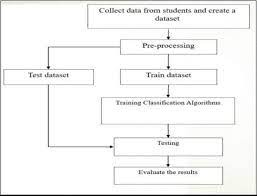 Collect data from students and create a
dataset
Pre-processing
Test dataset
Train dataset
Training Classification Algorithms
Testing
Evaluate the results